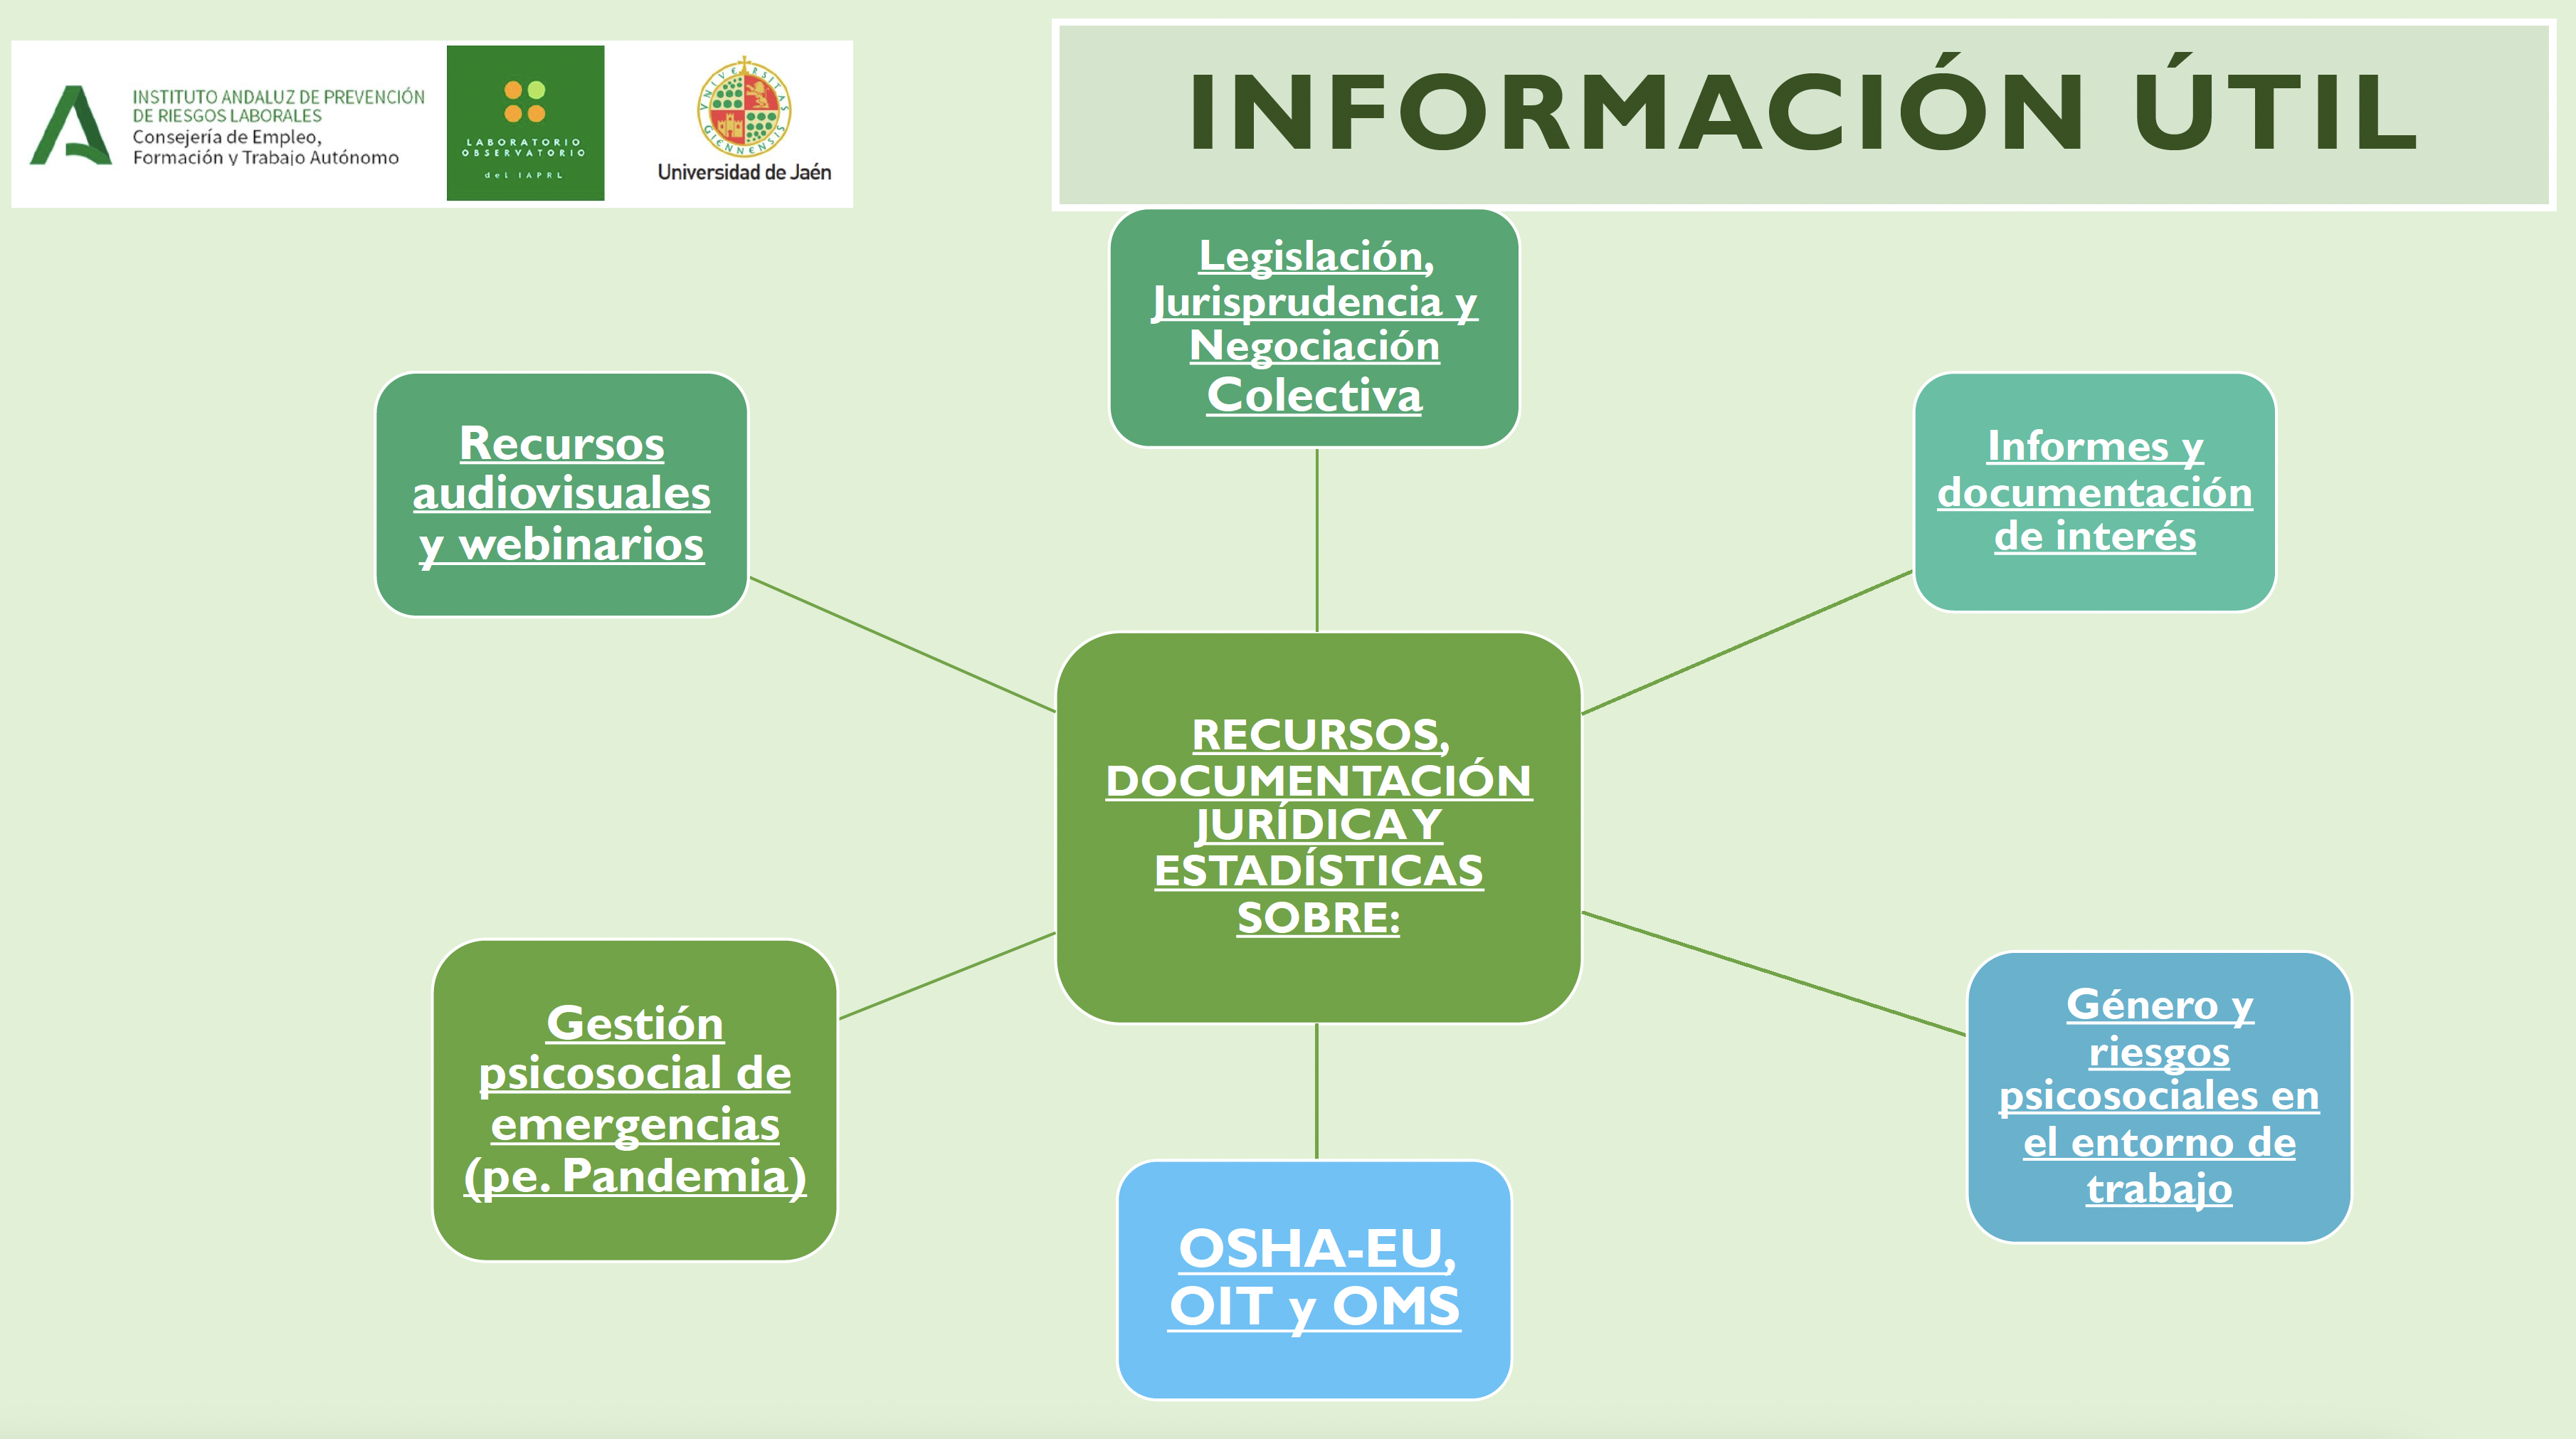 INSTITUTO ANDALUZ DE PREVENCIÓN
DE RIESGOS LABORALES
Consejería de Empleo,
Formación y Trabajo Autónomo
LABORATORIO
OBSERVATORIO
del IAPRL
UNIVERSITAS GIENNENSIS
Universidad de Jaén
INFORMACIÓN ÚTIL
Legislación,
Jurisprudencia y
Negociación
Colectiva
Recursos
audiovisuales
y webinarios
Informes y
documentación
de interés
RECURSOS,
DOCUMENTACIÓN
JURÍDICA Y
ESTADÍSTICAS
SOBRE:
Gestión
psicosocial de
emergencias
(pe. Pandemia)
Género y
riesgos
psicosociales en
el entorno de
trabajo
OSHA-EU,
OIT y OMS